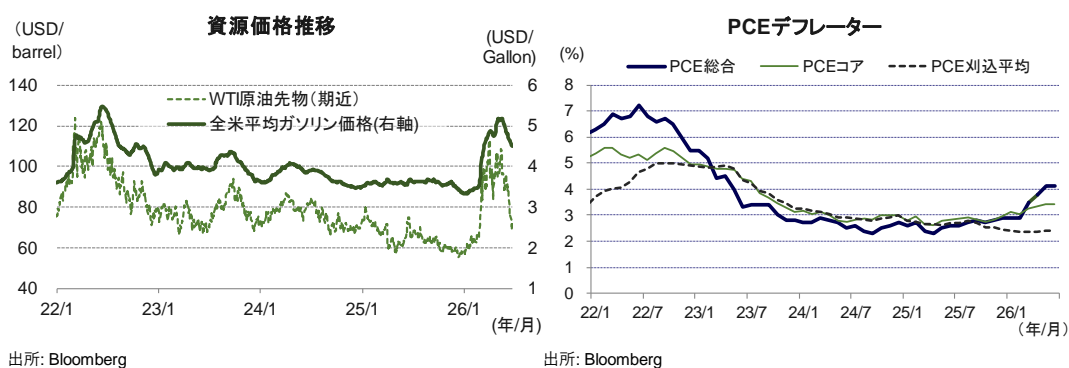 資源価格推移
(USD/
barrel)
(USD/
Gallon)
140
120
100
80
60
40
6
5
4
3
2
1
WTI原油先物(期近)
全米平均ガソリン価格(右軸)
22/1
23/1
24/1
25/1
26/1
(年/月)
出所: Bloomberg
PCEデフレーター
(%)
PCE総合
PCEコア
PCE刈込平均
8
7
6
5
4
3
2
1
0
22/1
22/7
23/1
23/7
24/1
24/7
25/1
25/7
26/1
(年/月)
出所: Bloomberg